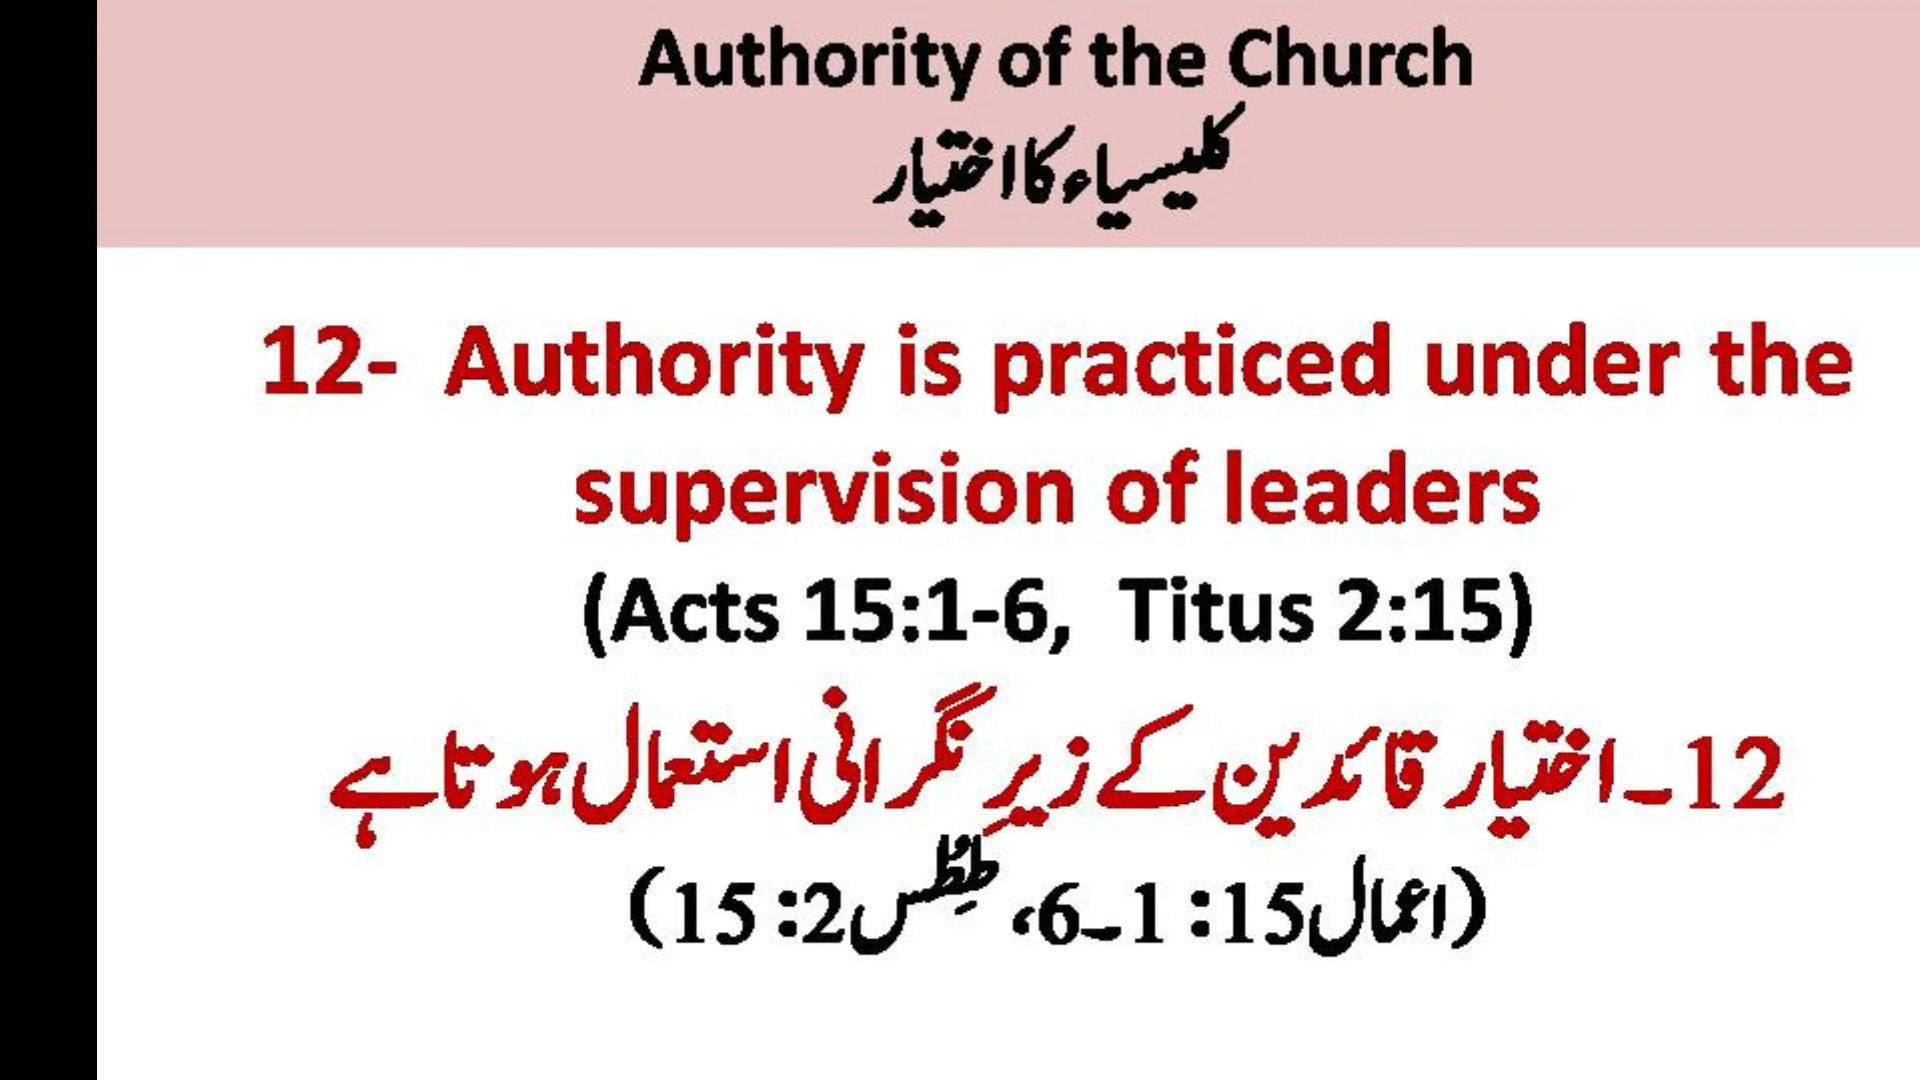 Authority of the Church
کلیسیاء کا اختیار
12- Authority is practiced under the
supervision of leaders
(Acts 15:1-6, Titus 2:15)
12۔ اختیار قائدین کے زیرِ نگرانی استعمال ہوتا ہے
(اعمال 15: 1۔6، طِطُس 2: 15)